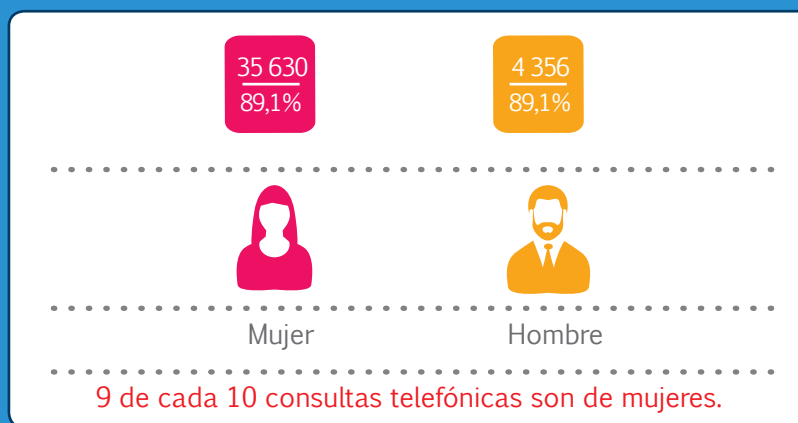 35 630
89,1%
4 356
89,1%
Mujer
Hombre
9 de cada 10 consultas telefónicas son de mujeres.